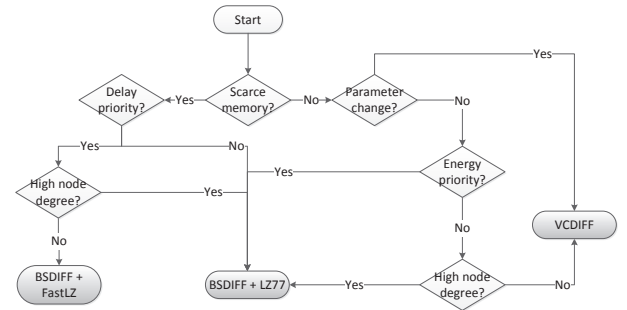 Start
Yes
Delay
priority?
Yes
Scarce
memory?
No
Parameter
change?
No
Yes
No
Energy
priority?
Yes
High node
degree?
Yes
No
VCDIFF
No
BSDIFF +
FastLZ
BSDIFF + LZ77
Yes
High node
degree?
No